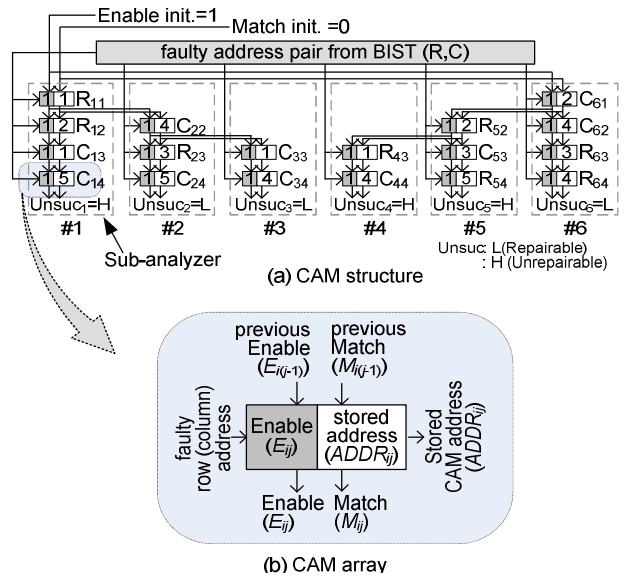 Enable init.=1
Match init. =0
faulty address pair from BIST (R,C)
1 1 R11 1 2 C61
1 2 R12 1 4 C22 1 2 R52 1 4 C62
1 1 C13 1 3 R23 1 1 C33 1 1 R43 1 3 C53 1 3 R63
1 5 C14 1 5 C24 1 4 C34 1 4 C44 1 5 R54 1 4 R64
Unsuc1=H Unsuc2=L Unsuc3=L Unsuc4=H Unsuc5=H Unsuc6=L
#1 #2 #3 #4 #5 #6
Sub-analyzer
Unsuc: L(Repairable)
: H (Unrepairable)
(a) CAM structure
previous Enable (Ei(j-1))
previous Match (Mi(j-1))
faulty row(column) address
Enable (Eij)
stored address (ADDRij)
Stored CAM address (ADDRij)
Enable (Eij)
Match (Mij)
(b) CAM array